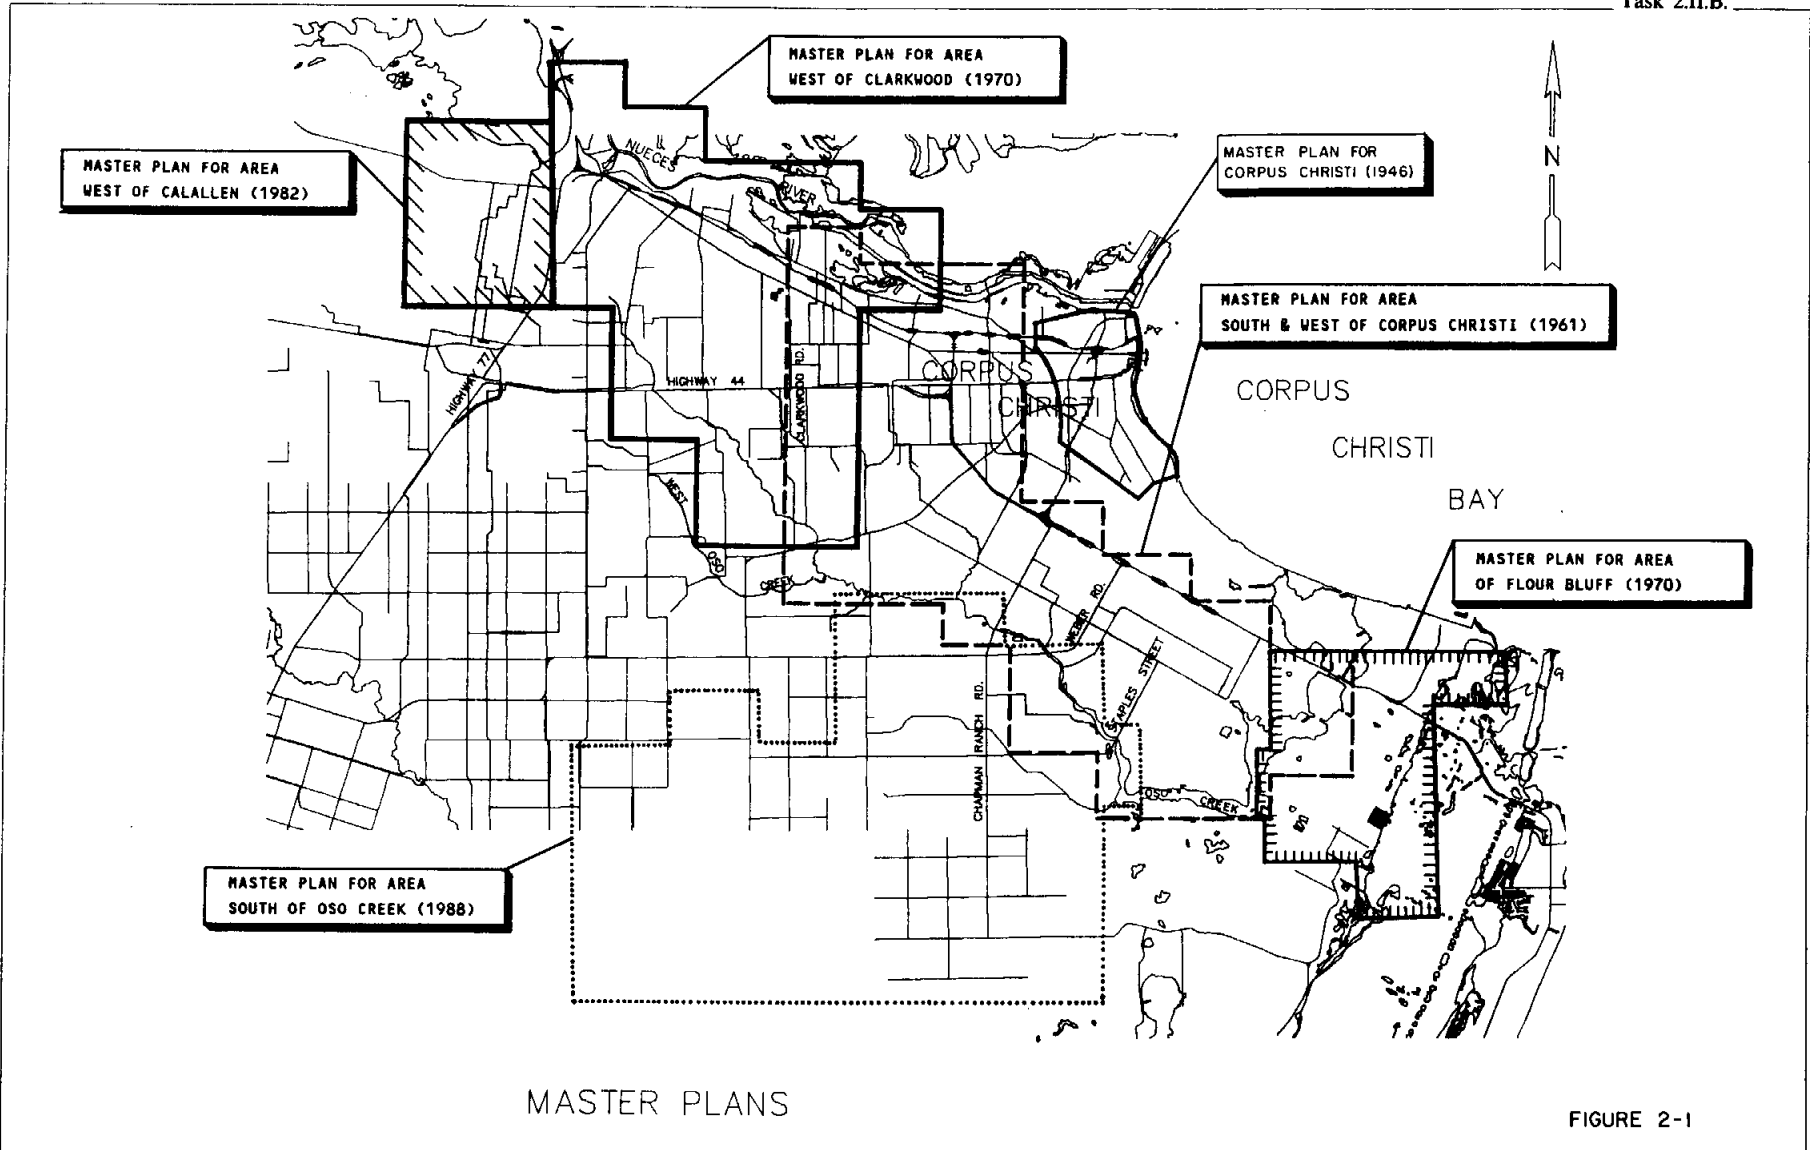 Task 2.II.B.
MASTER PLAN FOR AREA
WEST OF CLARKWOOD (1970)
MASTER PLAN FOR AREA
WEST OF CALALLEN (1982)
MASTER PLAN FOR
CORPUS CHRISTI (1946)
N
NUECES
RIVER
MASTER PLAN FOR AREA
SOUTH & WEST OF CORPUS CHRISTI (1961)
HIGHWAY 77
HIGHWAY 44
CLARKWOOD RD.
CORPUS
CHRISTI
CORPUS
CHRISTI
BAY
WEST
OSO
CREEK
MASTER PLAN FOR AREA
OF FLOUR BLUFF (1970)
WEBER RD.
STAPLES STREET
CHAPMAN RANCH RD.
OSO CREEK
MASTER PLAN FOR AREA
SOUTH OF OSO CREEK (1988)
MASTER PLANS
FIGURE 2-1